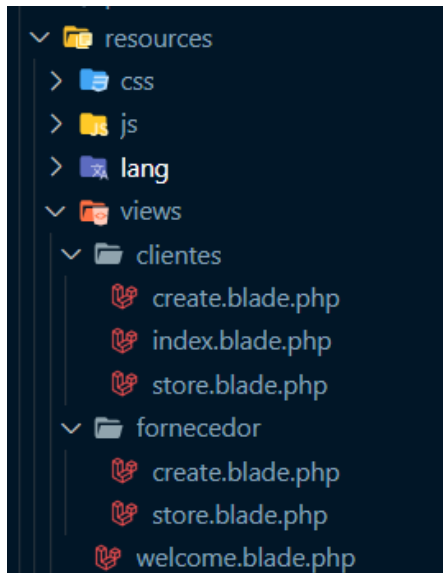 resources
css
js
lang
views
clientes
create.blade.php
index.blade.php
store.blade.php
fornecedor
create.blade.php
store.blade.php
welcome.blade.php